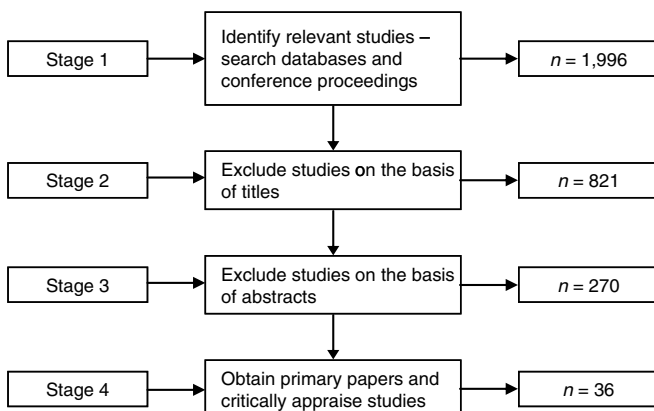 Stage 1
Identify relevant studies –
search databases and
conference proceedings
n = 1,996
Stage 2
Exclude studies on the basis
of titles
n = 821
Stage 3
Exclude studies on the basis
of abstracts
n = 270
Stage 4
Obtain primary papers and
critically appraise studies
n = 36